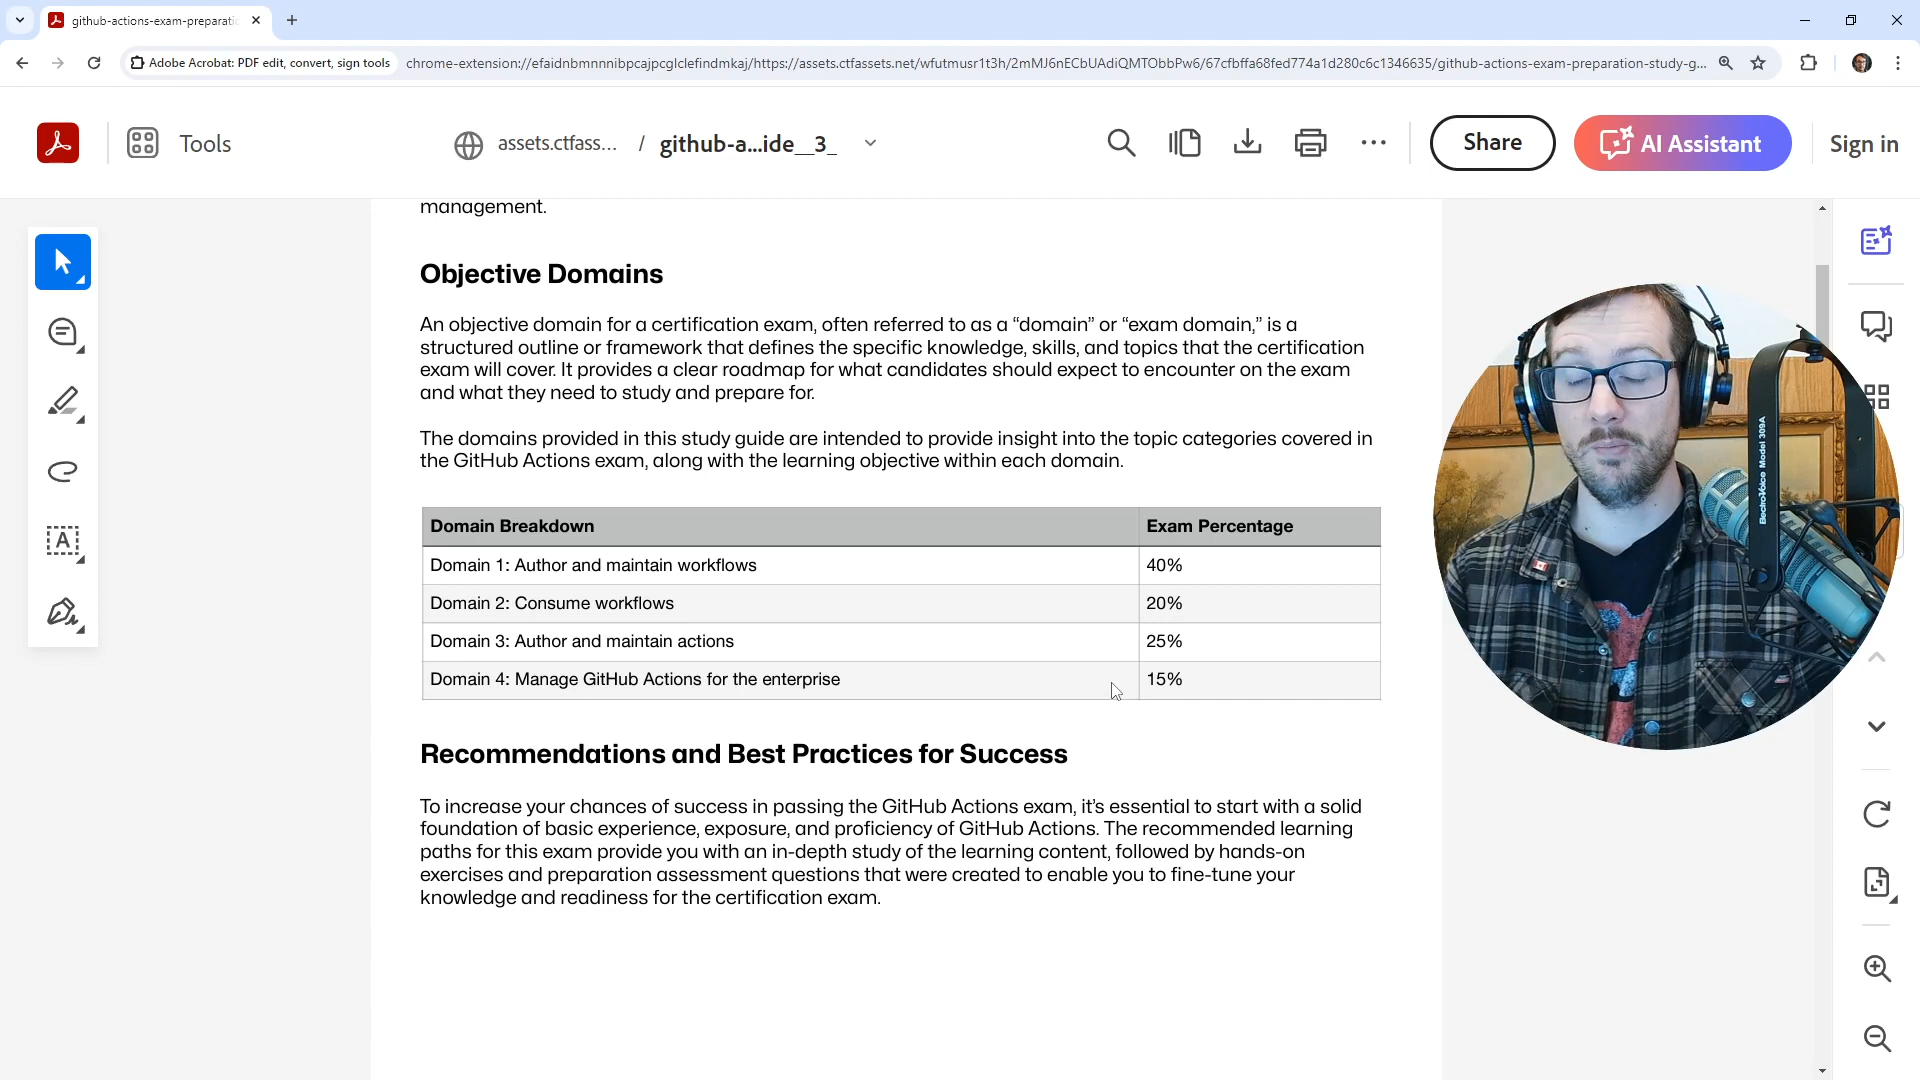 github-actions-exam-preparatio
Adobe Acrobat: PDF edit, convert, sign tools
chrome-extension://efaidnbmnnnibpcajpcglclefindmkaj/https://assets.ctfassets.net/wfutmusr1t3h/2mMJ6nECbUAdiQMTObbPw6/67cfbffa68fed774a1d280c6c1346635/github-actions-exam-preparation-study-g...
Tools
assets.ctfass... / github-a...ide__3_
Share
AI Assistant
Sign in
management.
Objective Domains
An objective domain for a certification exam, often referred to as a “domain” or “exam domain,” is a
structured outline or framework that defines the specific knowledge, skills, and topics that the certification
exam will cover. It provides a clear roadmap for what candidates should expect to encounter on the exam
and what they need to study and prepare for.
The domains provided in this study guide are intended to provide insight into the topic categories covered in
the GitHub Actions exam, along with the learning objective within each domain.
Domain Breakdown Exam Percentage
Domain 1: Author and maintain workflows 40%
Domain 2: Consume workflows 20%
Domain 3: Author and maintain actions 25%
Domain 4: Manage GitHub Actions for the enterprise 15%
Recommendations and Best Practices for Success
To increase your chances of success in passing the GitHub Actions exam, it’s essential to start with a solid
foundation of basic experience, exposure, and proficiency of GitHub Actions. The recommended learning
paths for this exam provide you with an in-depth study of the learning content, followed by hands-on
exercises and preparation assessment questions that were created to enable you to fine-tune your
knowledge and readiness for the certification exam.
ElectroVoice Model 309A